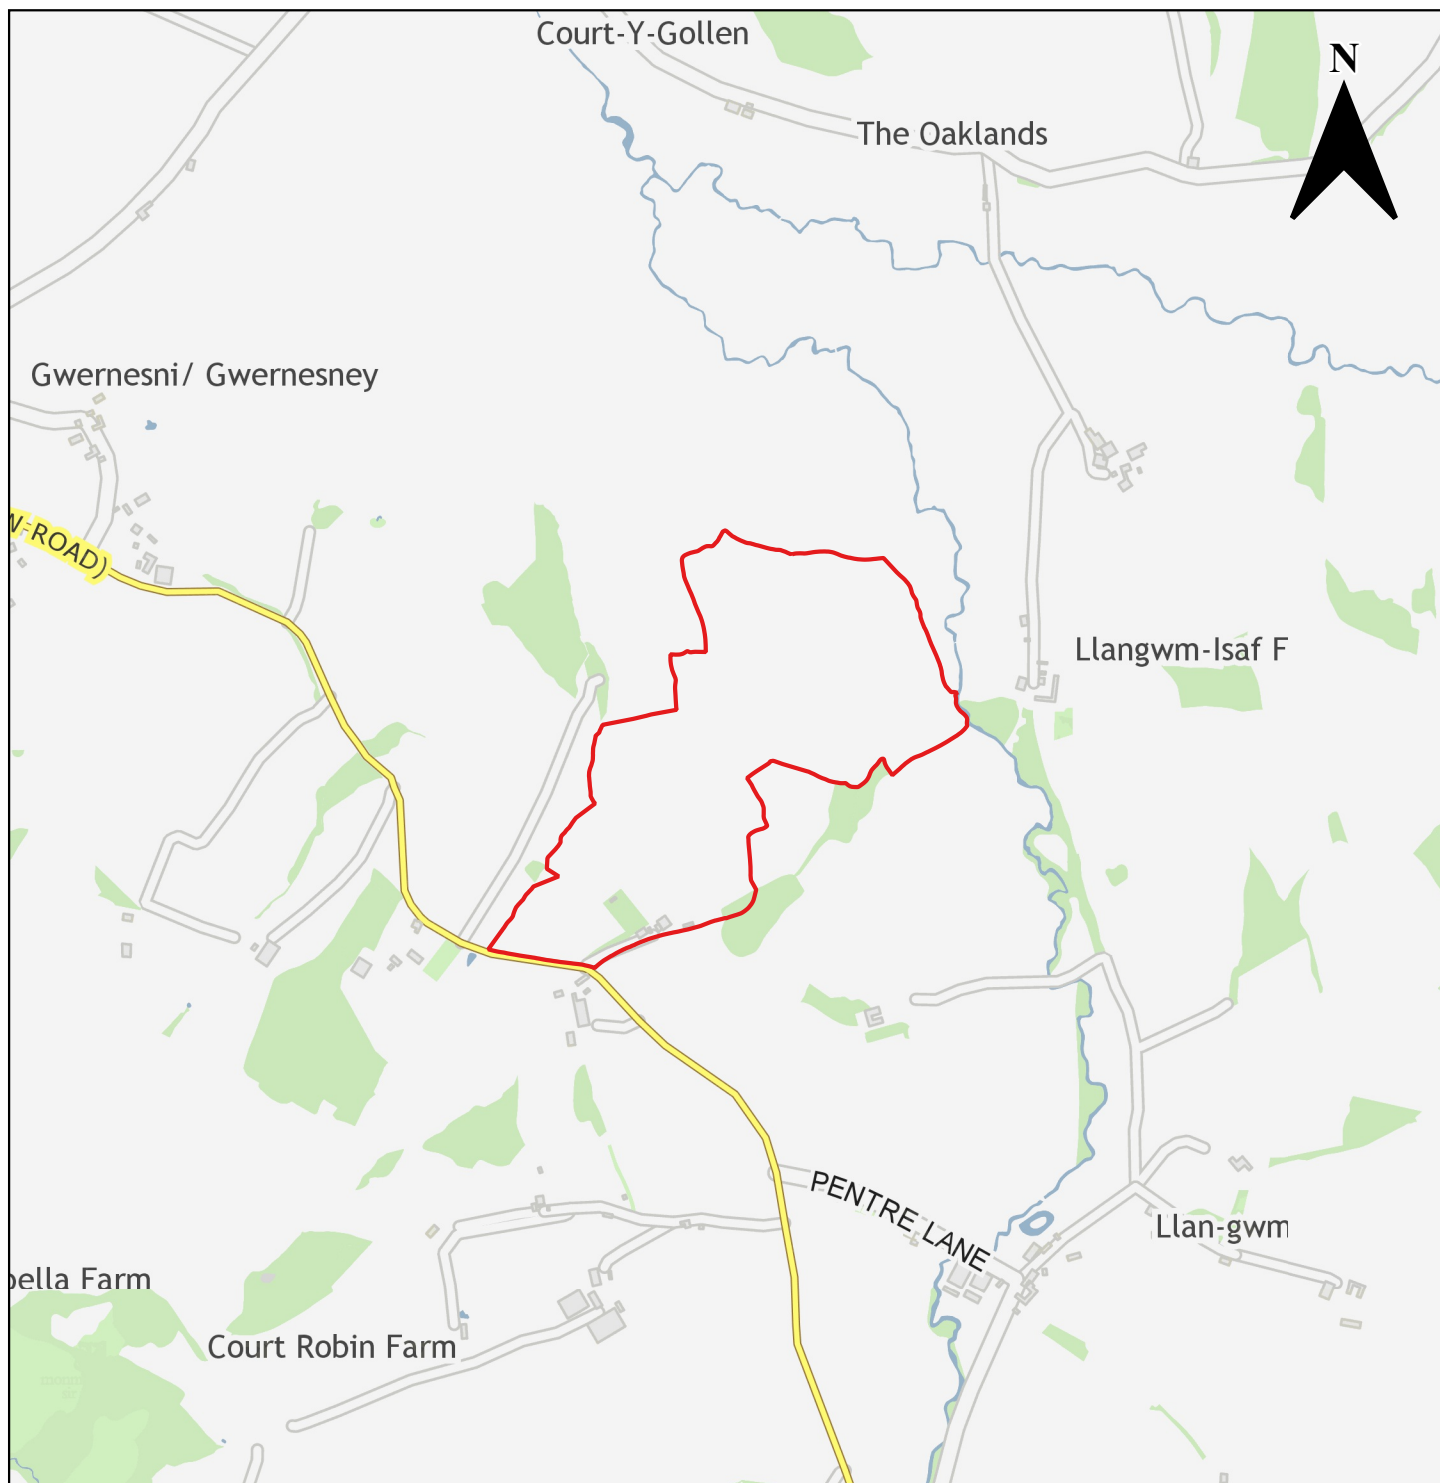 Court-Y-Gollen
N
The Oaklands
Gwernesni/ Gwernesney
W-ROAD)
Llangwm-Isaf F
PENTRE LANE
Llan-gwm
bella Farm
Court Robin Farm